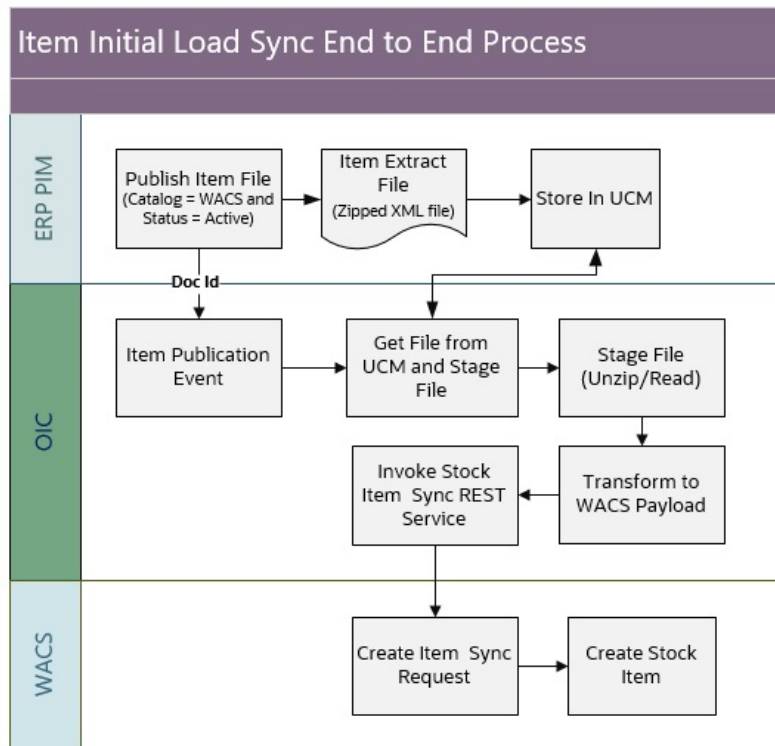 Item Initial Load Sync End to End Process
ERP PIM
Publish Item File
(Catalog = WACS and
Status = Active)
Item Extract
File
(Zipped XML file)
Store In UCM
Doc Id
OIC
Item Publication
Event
Get File from
UCM and Stage
File
Stage File
(Unzip/Read)
Invoke Stock
Item Sync REST
Service
Transform to
WACS Payload
WACS
Create Item Sync
Request
Create Stock
Item